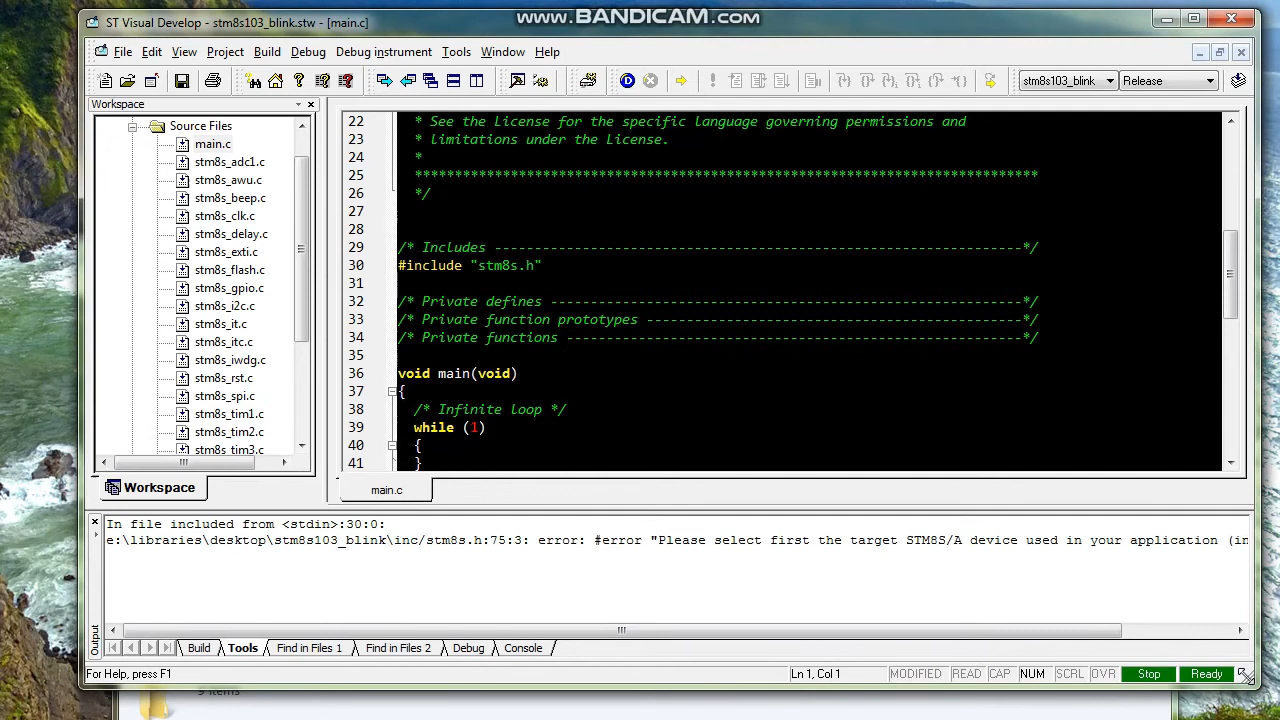 www.BANDICAM.com
ST Visual Develop - stm8s103_blink.stw - [main.c]
File Edit View Project Build Debug Debug instrument Tools Window Help
stm8s103_blink Release
Workspace
Source Files
main.c
stm8s_adc1.c
stm8s_awu.c
stm8s_beep.c
stm8s_clk.c
stm8s_delay.c
stm8s_exti.c
stm8s_flash.c
stm8s_gpio.c
stm8s_i2c.c
stm8s_it.c
stm8s_itc.c
stm8s_iwdg.c
stm8s_rst.c
stm8s_spi.c
stm8s_tim1.c
stm8s_tim2.c
stm8s_tim3.c
Workspace
22 * See the License for the specific language governing permissions and
23 * limitations under the License.
24 *
25 ******************************************************************************
26 */
27
28
29 /* Includes ------------------------------------------------------------------*/
30 #include "stm8s.h"
31
32 /* Private defines -----------------------------------------------------------*/
33 /* Private function prototypes -----------------------------------------------*/
34 /* Private functions ---------------------------------------------------------*/
35
36 void main(void)
37 {
38 /* Infinite loop */
39 while (1)
40 {
41 }
main.c
In file included from <stdin>:30:0:
e:\libraries\desktop\stm8s103_blink\inc/stm8s.h:75:3: error: #error "Please select first the target STM8S/A device used in your application (in
Output
Build Tools Find in Files 1 Find in Files 2 Debug Console
For Help, press F1 Ln 1, Col 1 MODIFIED READ CAP NUM SCRL OVR Stop Ready
9 items